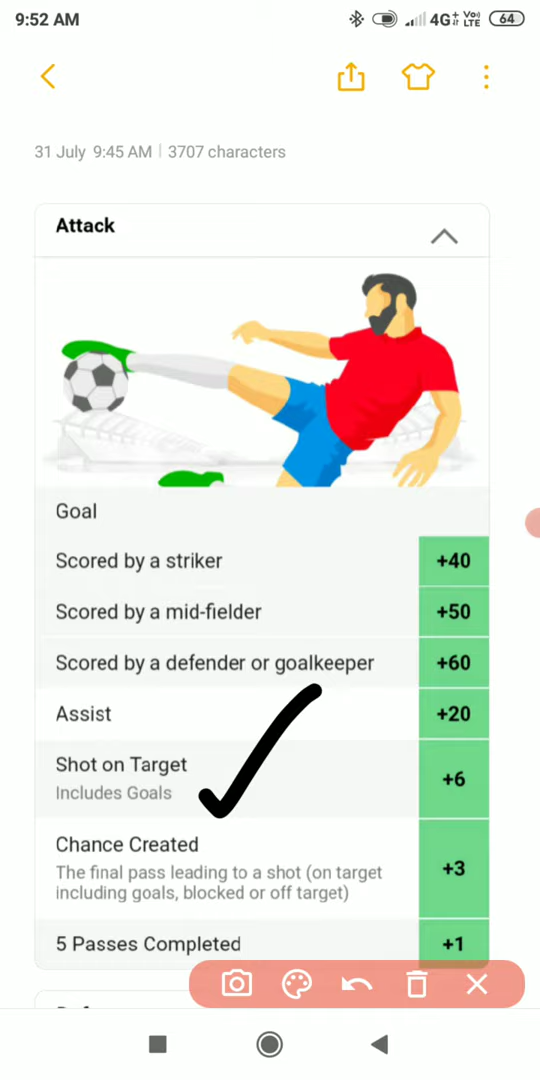 9:52 AM 4G Vo) LTE 64
31 July 9:45 AM | 3707 characters
Attack
Goal
Scored by a striker +40
Scored by a mid-fielder +50
Scored by a defender or goalkeeper +60
Assist +20
Shot on Target
Includes Goals +6
Chance Created
The final pass leading to a shot (on target
including goals, blocked or off target) +3
5 Passes Completed +1